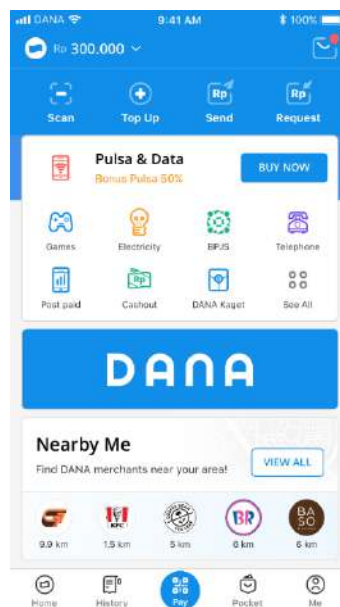 DANA 9:41 AM 100%
Rp 300.000
Rp Rp
Scan Top Up Send Request
Pulsa & Data
Bonus Pulsa 50%
BUY NOW
Games Electricity BPJS Telephone
Rp
Post paid Cashout DANA Kaget See All
DANA
Nearby Me
Find DANA merchants near your area!
VIEW ALL
KFC BR BASO
9.9 km 1.5 km 5 km 6 km 6 km
Home History Pay Pocket Me